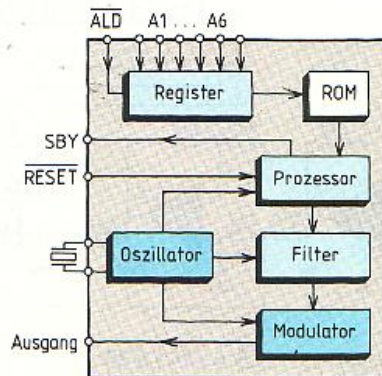 ALD A1 ... A6
Register
ROM
SBY
RESET
Prozessor
Oszillator
Filter
Ausgang
Modulator